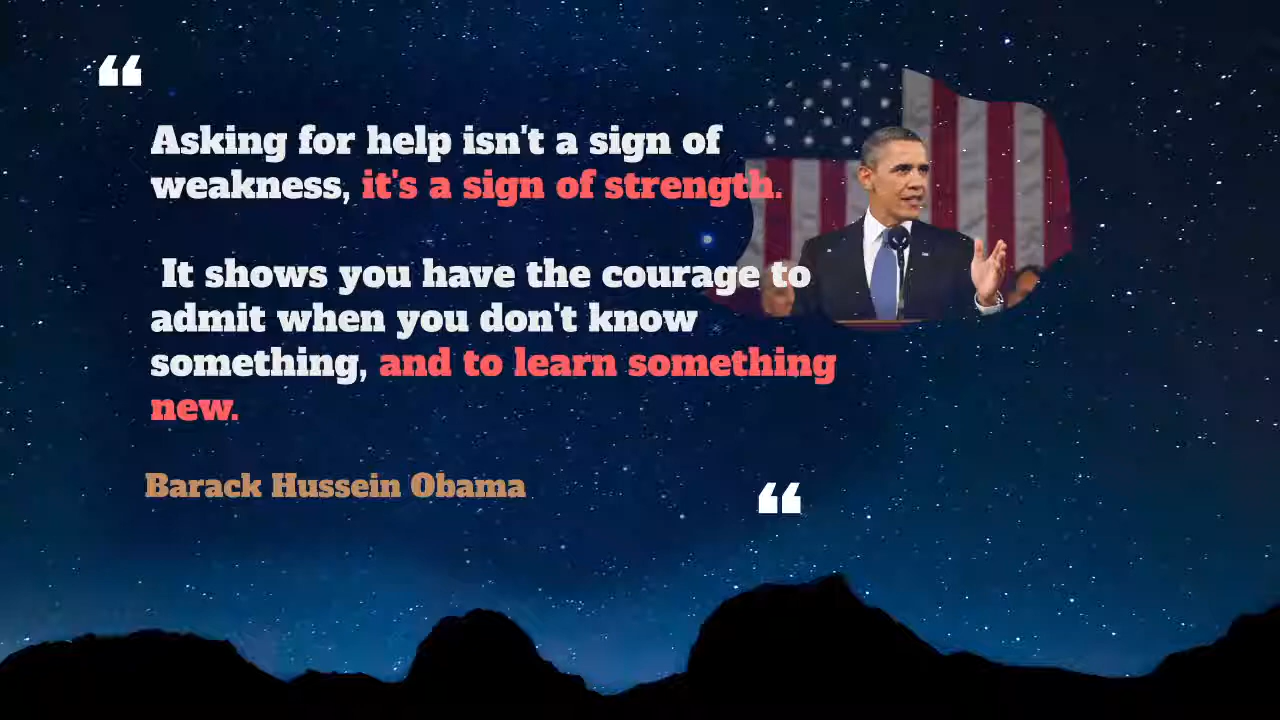 “
Asking for help isn't a sign of
weakness, it's a sign of strength.
It shows you have the courage to
admit when you don't know
something, and to learn something
new.
Barack Hussein Obama
“